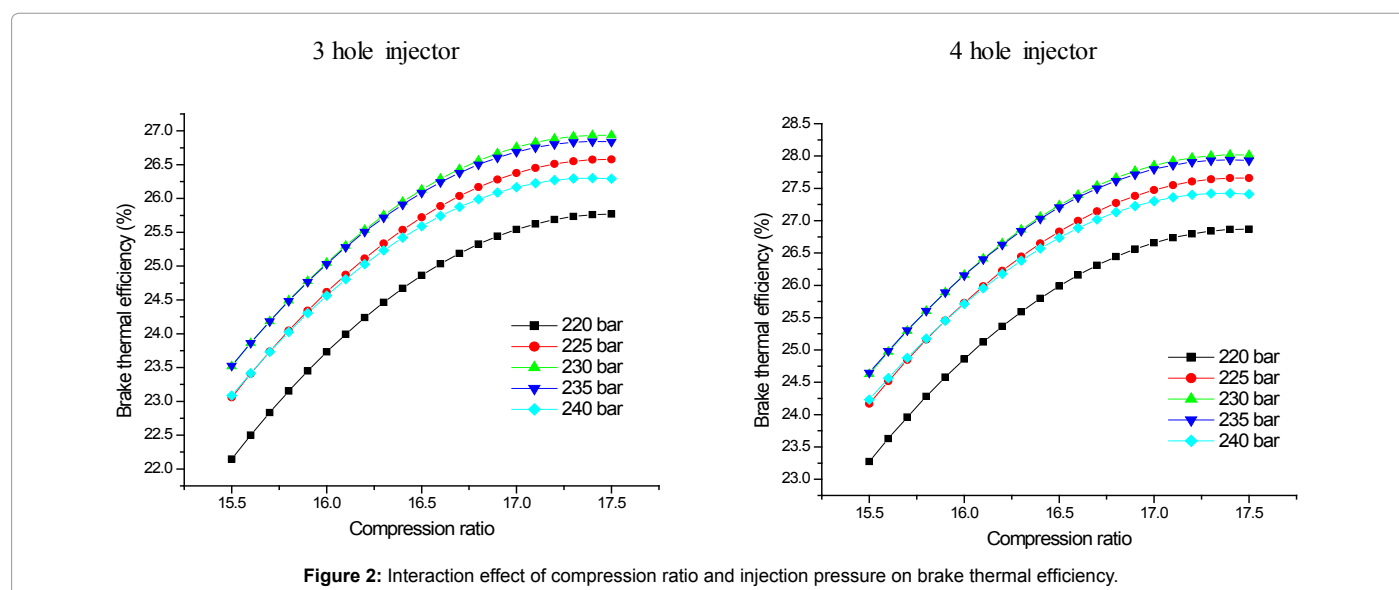 3 hole injector
4 hole injector
Brake thermal efficiency (%)
27.0
26.5
26.0
25.5
25.0
24.5
24.0
23.5
23.0
22.5
22.0
220 bar
225 bar
230 bar
235 bar
240 bar
15.5 16.0 16.5 17.0 17.5
Compression ratio
Brake thermal efficiency (%)
28.5
28.0
27.5
27.0
26.5
26.0
25.5
25.0
24.5
24.0
23.5
23.0
220 bar
225 bar
230 bar
235 bar
240 bar
15.5 16.0 16.5 17.0 17.5
Compression ratio
Figure 2: Interaction effect of compression ratio and injection pressure on brake thermal efficiency.